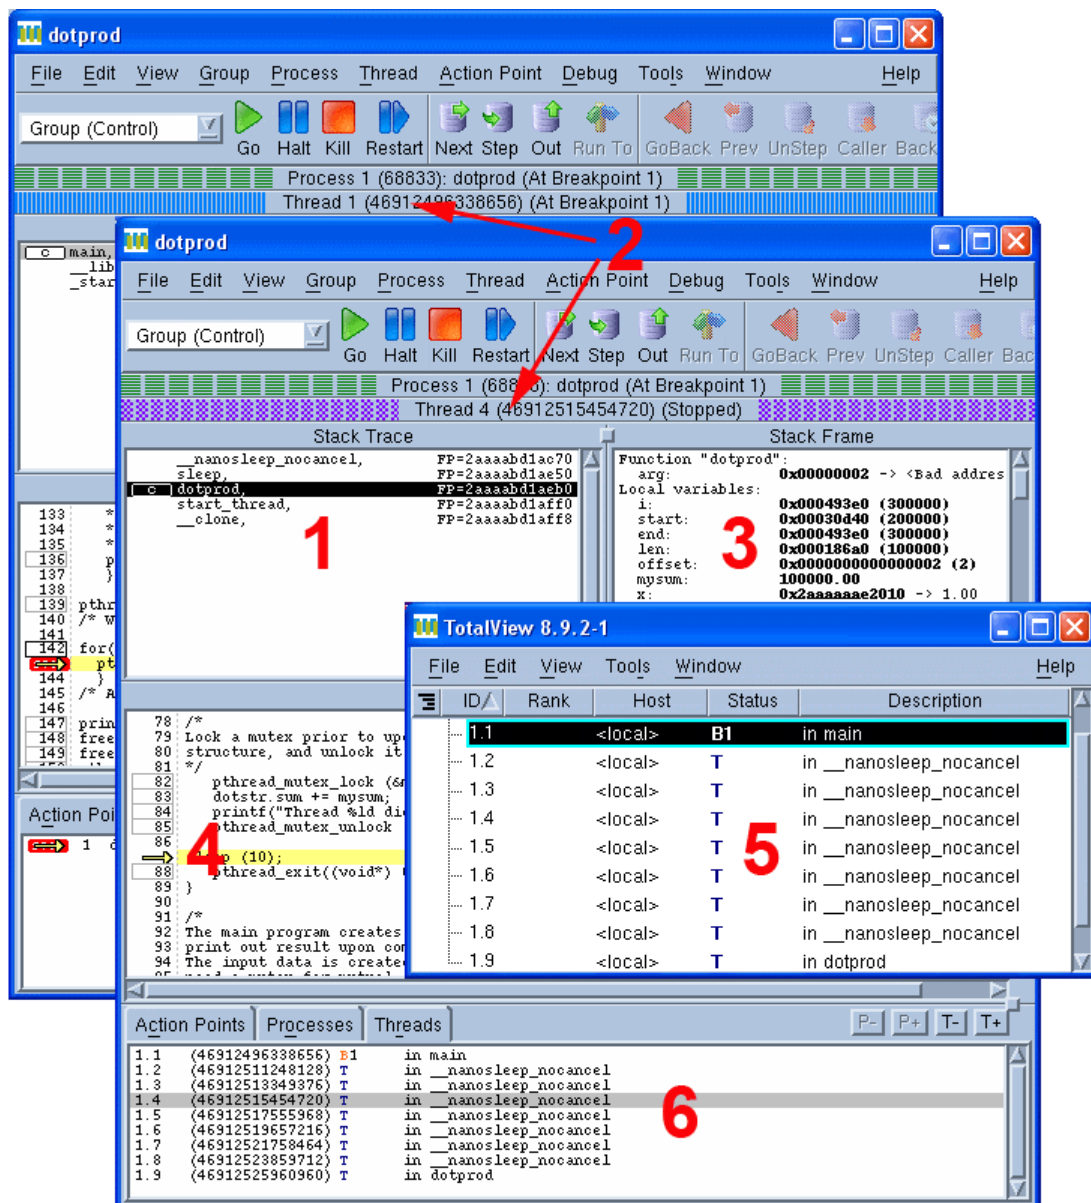 dotprod
File Edit View Group Process Thread Action Point Debug Tools Window Help
Group (Control)
Go Halt Kill Restart Next Step Out Run To GoBack Prev UnStep Caller Back
Process 1 (68833): dotprod (At Breakpoint 1)
Thread 1 (46912496338656) (At Breakpoint 1)
2
C main,
__lib
_star
133 *
134 *
135 *
136 p
137 }
138
139 pthr
140 /* W
141
142 for(
pt
144 }
145 /* A
146
147 prin
148 free
149 free
Action Poi
1 d
dotprod
File Edit View Group Process Thread Action Point Debug Tools Window Help
Group (Control)
Go Halt Kill Restart Next Step Out Run To GoBack Prev UnStep Caller Bac
Process 1 (688 ): dotprod (At Breakpoint 1)
Thread 4 (46912515454720) (Stopped)
Stack Trace
__nanosleep_nocancel, FP=2aaaabd1ac70
sleep, FP=2aaaabd1ae50
C dotprod, FP=2aaaabd1aeb0
start_thread, FP=2aaaabd1aff0
__clone, FP=2aaaabd1aff8
1
Stack Frame
Function "dotprod":
arg: 0x00000002 -> <Bad addres
Local variables:
i: 0x000493e0 (300000)
start: 0x00030d40 (200000)
end: 0x000493e0 (300000)
len: 0x000186a0 (100000)
offset: 0x0000000000000002 (2)
mysum: 100000.00
x: 0x2aaaaaae2010 -> 1.00
3
78 /*
79 Lock a mutex prior to up
80 structure, and unlock it
81 */
82 pthread_mutex_lock (&
83 dotstr.sum += mysum;
84 printf("Thread %ld di
85 pthread_mutex_unlock
86
(10);
88 pthread_exit((void*)
89 }
90
91 /*
92 The main program creates
93 print out result upon co
94 The input data is create
4
TotalView 8.9.2-1
File Edit View Tools Window Help
ID Rank Host Status Description
1.1 <local> B1 in main
1.2 <local> T in __nanosleep_nocancel
1.3 <local> T in __nanosleep_nocancel
1.4 <local> T in __nanosleep_nocancel
1.5 <local> T in __nanosleep_nocancel
1.6 <local> T in __nanosleep_nocancel
1.7 <local> T in __nanosleep_nocancel
1.8 <local> T in __nanosleep_nocancel
1.9 <local> T in dotprod
5
Action Points Processes Threads P- P+ T- T+
1.1 (46912496338656) B1 in main
1.2 (46912511248128) T in __nanosleep_nocancel
1.3 (46912513349376) T in __nanosleep_nocancel
1.4 (46912515454720) T in __nanosleep_nocancel
1.5 (46912517555968) T in __nanosleep_nocancel
1.6 (46912519657216) T in __nanosleep_nocancel
1.7 (46912521758464) T in __nanosleep_nocancel
1.8 (46912523859712) T in __nanosleep_nocancel
1.9 (46912525960960) T in dotprod
6